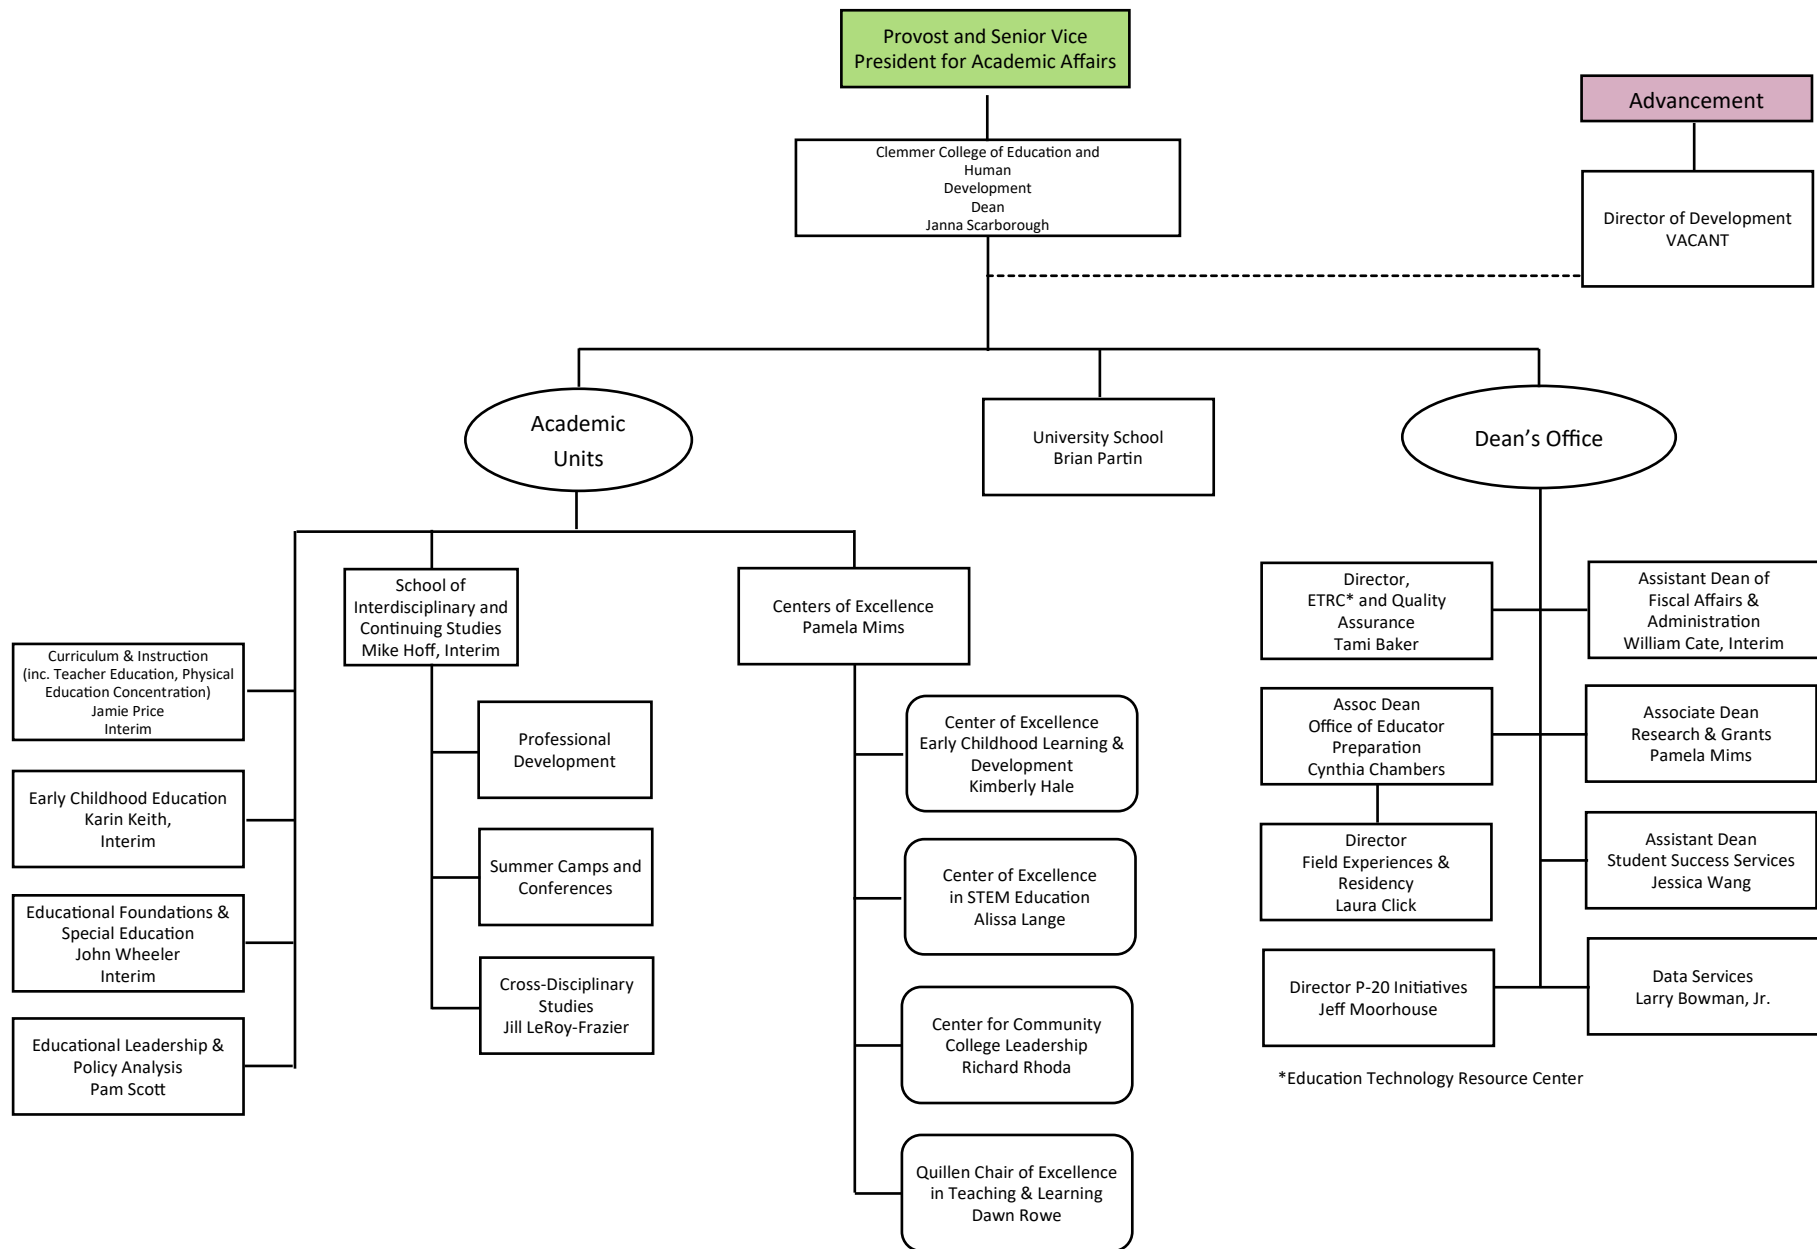 Provost and Senior Vice
President for Academic Affairs
Advancement
Clemmer College of Education and
Human
Development
Dean
Janna Scarborough
Director of Development
VACANT
Academic
Units
University School
Brian Partin
Dean’s Office
Curriculum & Instruction
(inc. Teacher Education, Physical
Education Concentration)
Jamie Price
Interim
Early Childhood Education
Karin Keith,
Interim
Educational Foundations &
Special Education
John Wheeler
Interim
Educational Leadership &
Policy Analysis
Pam Scott
School of
Interdisciplinary and
Continuing Studies
Mike Hoff, Interim
Professional
Development
Summer Camps and
Conferences
Cross-Disciplinary
Studies
Jill LeRoy-Frazier
Centers of Excellence
Pamela Mims
Center of Excellence
Early Childhood Learning &
Development
Kimberly Hale
Center of Excellence
in STEM Education
Alissa Lange
Center for Community
College Leadership
Richard Rhoda
Quillen Chair of Excellence
in Teaching & Learning
Dawn Rowe
Director,
ETRC* and Quality
Assurance
Tami Baker
Assoc Dean
Office of Educator
Preparation
Cynthia Chambers
Director
Field Experiences &
Residency
Laura Click
Director P-20 Initiatives
Jeff Moorhouse
Assistant Dean of
Fiscal Affairs &
Administration
William Cate, Interim
Associate Dean
Research & Grants
Pamela Mims
Assistant Dean
Student Success Services
Jessica Wang
Data Services
Larry Bowman, Jr.
*Education Technology Resource Center